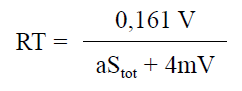 0,161 V
RT =
aS_tot + 4mV